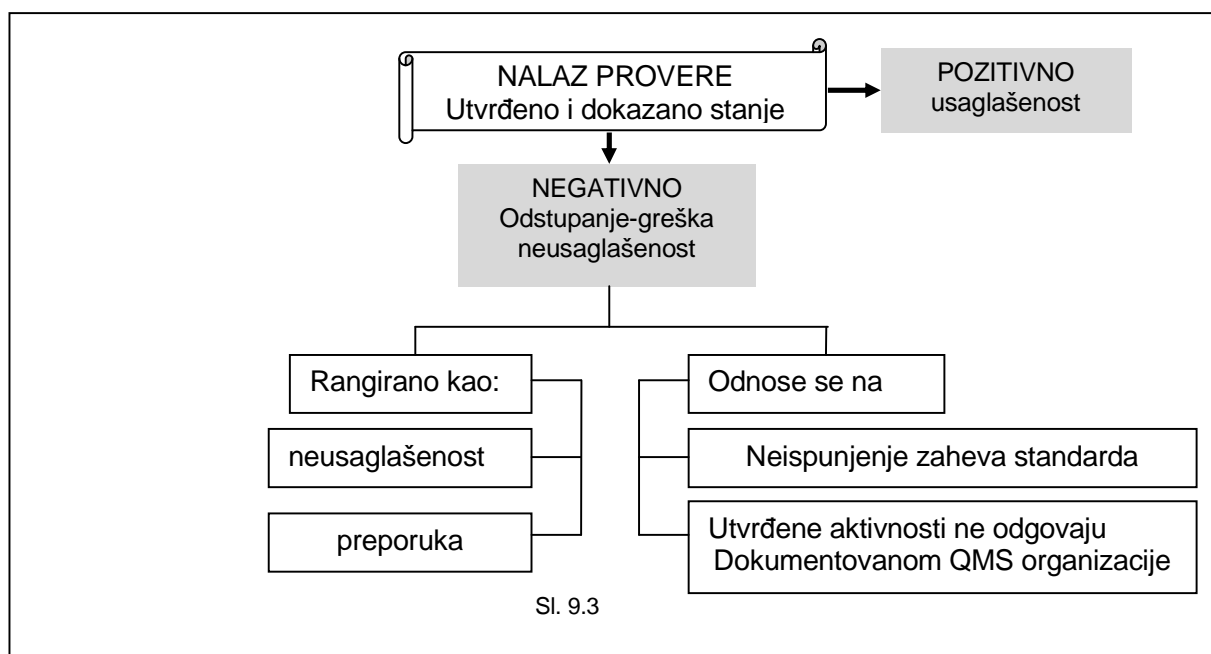 NALAZ PROVERE
Utvrđeno i dokazano stanje
POZITIVNO
usaglašenost
NEGATIVNO
Odstupanje-greška
neusaglašenost
Rangirano kao:
neusaglašenost
preporuka
Odnose se na
Neispunjenje zaheva standarda
Utvrđene aktivnosti ne odgovaju
Dokumentovanom QMS organizacije
Sl. 9.3